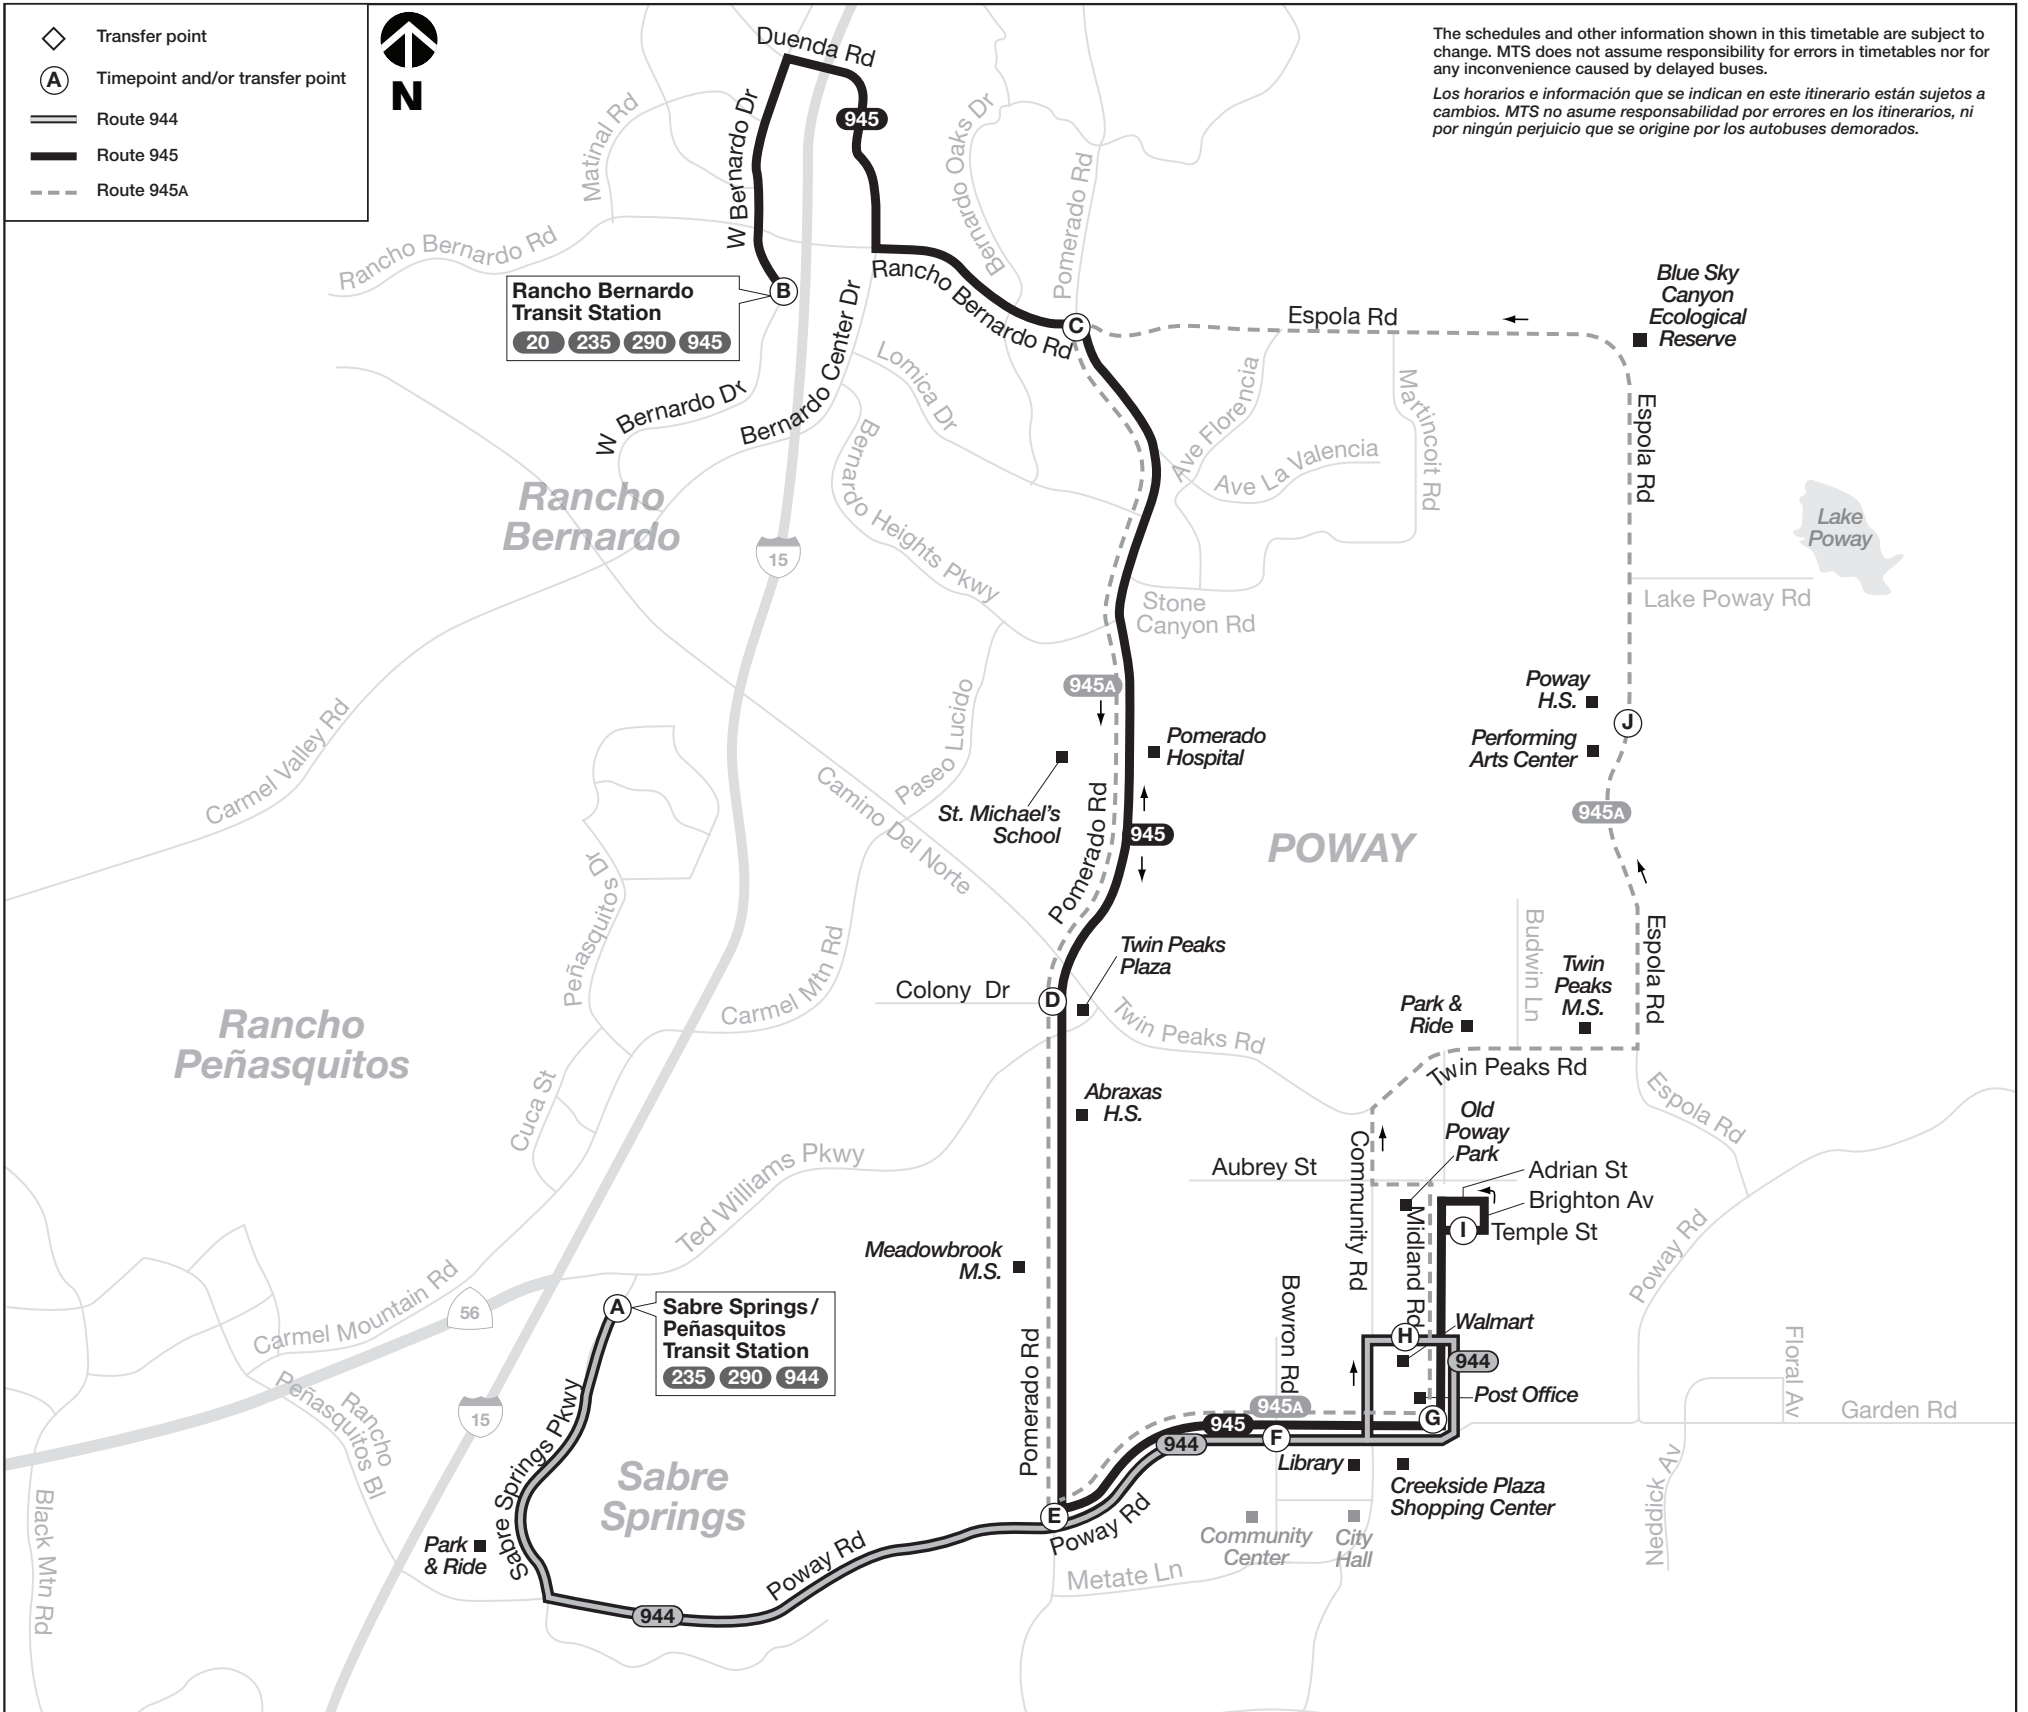 Transfer point
A
Timepoint and/or transfer point
Route 944
Route 945
Route 945A
N
The schedules and other information shown in this timetable are subject to
change. MTS does not assume responsibility for errors in timetables nor for
any inconvenience caused by delayed buses.
Los horarios e información que se indican en este itinerario están sujetos a
cambios. MTS no asume responsabilidad por errores en los itinerarios, ni
por ningún perjuicio que se origine por los autobuses demorados.
Duenda Rd
945
W Bernardo Dr
Matinal Rd
Rancho Bernardo Rd
Bernardo Oaks Dr
Pomerado Rd
Rancho Bernardo
Transit Station
20 235 290 945
B
Rancho Bernardo Rd
C
Espola Rd
Blue Sky
Canyon
Ecological
Reserve
W Bernardo Dr
Bernardo Center Dr
Lomica Dr
Bernardo Heights Pkwy
Ave Florencia
Ave La Valencia
Martincoit Rd
Espola Rd
Rancho
Bernardo
15
Lake
Poway
Lake Poway Rd
Stone
Canyon Rd
945A
Poway
H.S.
J
Performing
Arts Center
945A
Pomerado
Hospital
St. Michael's
School
Pomerado Rd
945
POWAY
Carmel Valley Rd
Paseo Lucido
Camino Del Norte
Peñasquitos Dr
Carmel Mtn Rd
Twin Peaks
Plaza
Colony Dr
D
Twin Peaks Rd
Budwin Ln
Twin
Peaks
M.S.
Park &
Ride
Espola Rd
Twin Peaks Rd
Espola Rd
Rancho
Peñasquitos
Cuca St
Abraxas
H.S.
Old
Poway
Park
Aubrey St
Community Rd
Adrian St
Brighton Av
I
Temple St
Midland Rd
Ted Williams Pkwy
Meadowbrook
M.S.
Poway Rd
Carmel Mountain Rd
56
A
Sabre Springs/
Peñasquitos
Transit Station
235 290 944
Pomerado Rd
Bowron Rd
H
Walmart
944
Post Office
G
Floral Av
Garden Rd
945A
945
944
F
Library
Creekside Plaza
Shopping Center
Neddick Av
Rancho
Peñasquitos Bl
15
Sabre Springs Pkwy
Sabre
Springs
Black Mtn Rd
Park
& Ride
E
Poway Rd
Poway Rd
Community
Center
City
Hall
Metate Ln
944